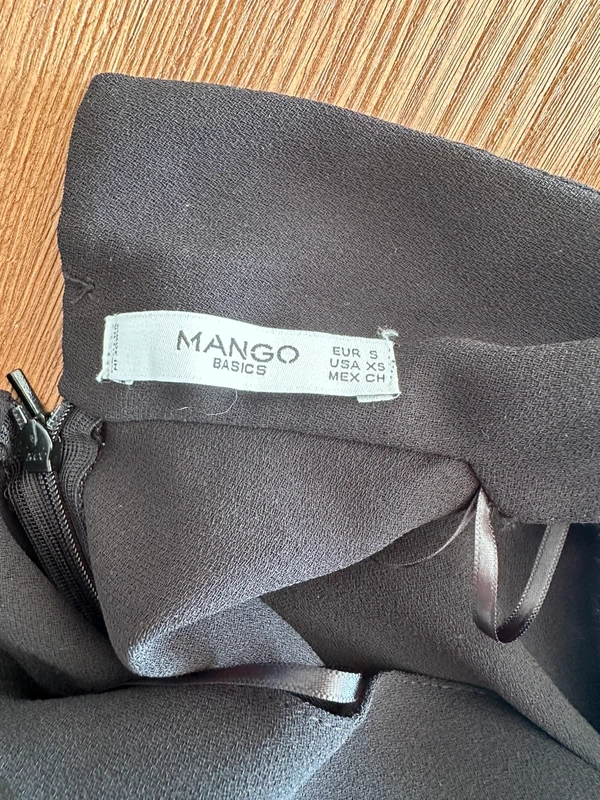 MANGO
BASICS
EUR S
USA XS
MEX CH